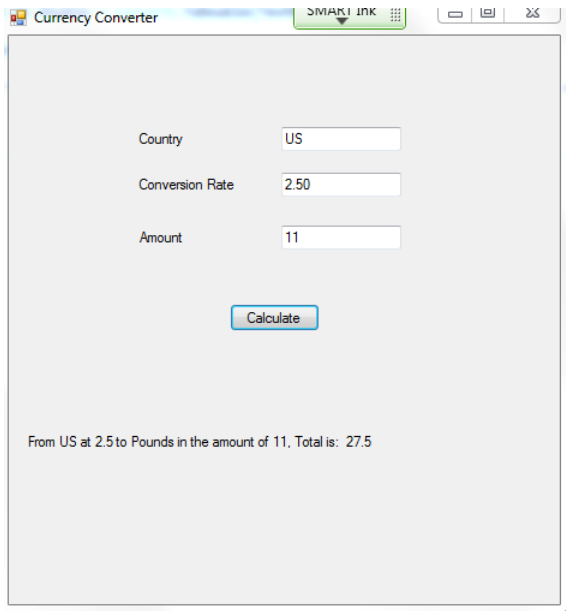 Currency Converter
SMART Ink
Country US
Conversion Rate 2.50
Amount 11
Calculate
From US at 2.5 to Pounds in the amount of 11, Total is: 27.5